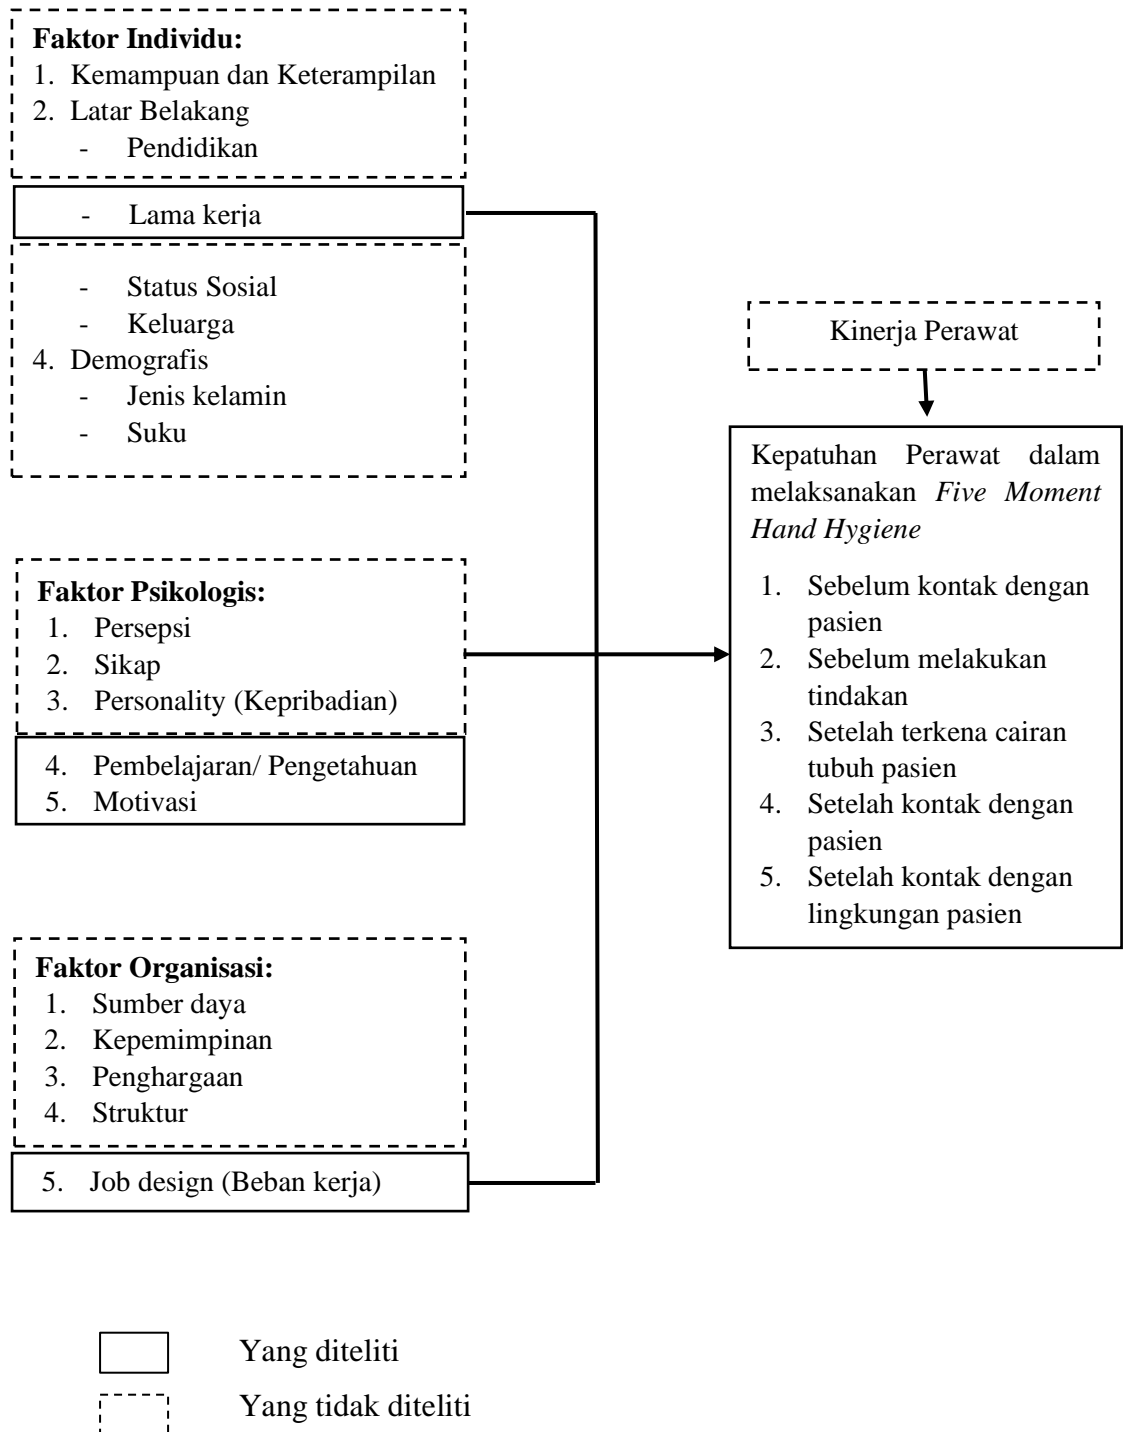 Faktor Individu:
1. Kemampuan dan Keterampilan
2. Latar Belakang
- Pendidikan
- Lama kerja
- Status Sosial
- Keluarga
4. Demografis
- Jenis kelamin
- Suku
Faktor Psikologis:
1. Persepsi
2. Sikap
3. Personality (Kepribadian)
4. Pembelajaran/ Pengetahuan
5. Motivasi
Faktor Organisasi:
1. Sumber daya
2. Kepemimpinan
3. Penghargaan
4. Struktur
5. Job design (Beban kerja)
Kinerja Perawat
Kepatuhan Perawat dalam
melaksanakan Five Moment
Hand Hygiene
1. Sebelum kontak dengan
pasien
2. Sebelum melakukan
tindakan
3. Setelah terkena cairan
tubuh pasien
4. Setelah kontak dengan
pasien
5. Setelah kontak dengan
lingkungan pasien
Yang diteliti
Yang tidak diteliti